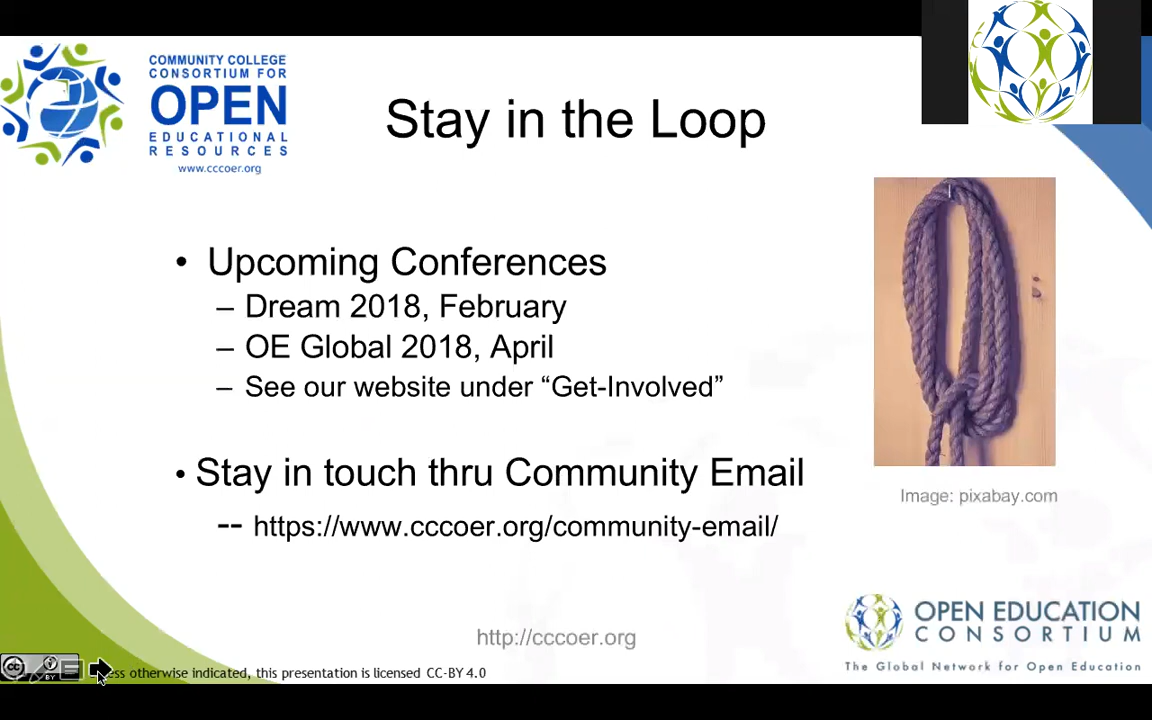 COMMUNITY COLLEGE
CONSORTIUM FOR
OPEN
EDUCATIONAL
RESOURCES
www.cccoer.org
Stay in the Loop
• Upcoming Conferences
– Dream 2018, February
– OE Global 2018, April
– See our website under “Get-Involved”
• Stay in touch thru Community Email
-- https://www.cccoer.org/community-email/
Image: pixabay.com
http://cccoer.org
OPEN EDUCATION
CONSORTIUM
The Global Network for Open Education
cc BY
otherwise indicated, this presentation is licensed CC-BY 4.0